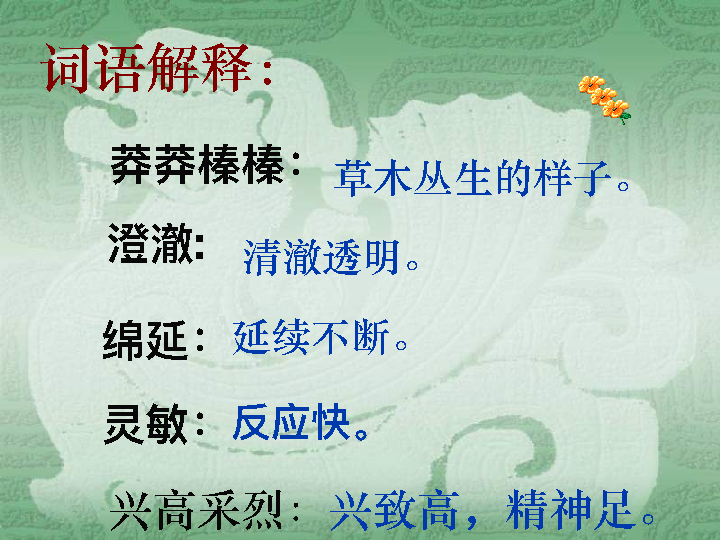 词语解释：
莽莽榛榛：草木丛生的样子。
澄澈：清澈透明。
绵延：延续不断。
灵敏：反应快。
兴高采烈：兴致高，精神足。